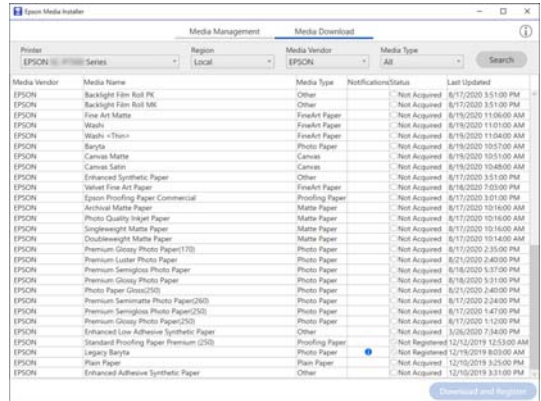 Epson Media Installer
Media Management Media Download
Printer Region Media Vendor Media Type
EPSON Series Local EPSON All Search
Media Vendor Media Name Media Type Notifications Status Last Updated
EPSON Backlight Film Roll PK Other Not Acquired 8/17/2020 3:51:00 PM
EPSON Backlight Film Roll MK Other Not Acquired 8/17/2020 3:51:00 PM
EPSON Fine Art Matte FineArt Paper Not Acquired 8/19/2020 11:06:00 AM
EPSON Washi FineArt Paper Not Acquired 8/19/2020 11:01:00 AM
EPSON Washi <Thin> FineArt Paper Not Acquired 8/19/2020 11:04:00 AM
EPSON Baryta Photo Paper Not Acquired 8/19/2020 10:57:00 AM
EPSON Canvas Matte Canvas Not Acquired 8/19/2020 10:51:00 AM
EPSON Canvas Satin Canvas Not Acquired 8/19/2020 10:48:00 AM
EPSON Enhanced Synthetic Paper Other Not Acquired 8/17/2020 3:51:00 PM
EPSON Velvet Fine Art Paper FineArt Paper Not Acquired 8/18/2020 7:03:00 PM
EPSON Epson Proofing Paper Commercial Proofing Paper Not Acquired 8/17/2020 3:01:00 PM
EPSON Archival Matte Paper Matte Paper Not Acquired 8/17/2020 10:16:00 AM
EPSON Photo Quality Inkjet Paper Matte Paper Not Acquired 8/17/2020 10:16:00 AM
EPSON Singleweight Matte Paper Matte Paper Not Acquired 8/17/2020 10:15:00 AM
EPSON Doubleweight Matte Paper Matte Paper Not Acquired 8/17/2020 10:14:00 AM
EPSON Premium Glossy Photo Paper(170) Photo Paper Not Acquired 8/17/2020 2:35:00 PM
EPSON Premium Luster Photo Paper Photo Paper Not Acquired 8/21/2020 2:40:00 PM
EPSON Premium Semigloss Photo Paper Photo Paper Not Acquired 8/18/2020 5:37:00 PM
EPSON Premium Glossy Photo Paper Photo Paper Not Acquired 8/18/2020 5:31:00 PM
EPSON Photo Paper Gloss(250) Photo Paper Not Acquired 8/21/2020 2:40:00 PM
EPSON Premium Semimatte Photo Paper(260) Photo Paper Not Acquired 8/17/2020 2:24:00 PM
EPSON Premium Semigloss Photo Paper(250) Photo Paper Not Acquired 8/17/2020 1:47:00 PM
EPSON Premium Glossy Photo Paper(250) Photo Paper Not Acquired 8/17/2020 1:12:00 PM
EPSON Enhanced Low Adhesive Synthetic Paper Other Not Acquired 3/26/2020 7:34:00 PM
EPSON Standard Proofing Paper Premium (250) Proofing Paper Not Registered 12/12/2019 12:53:00 AM
EPSON Legacy Baryta Photo Paper Not Registered 12/19/2019 8:03:00 AM
EPSON Plain Paper Plain Paper Not Acquired 12/10/2019 3:25:00 PM
EPSON Enhanced Adhesive Synthetic Paper Other Not Acquired 12/10/2019 3:31:00 PM
Download and Register